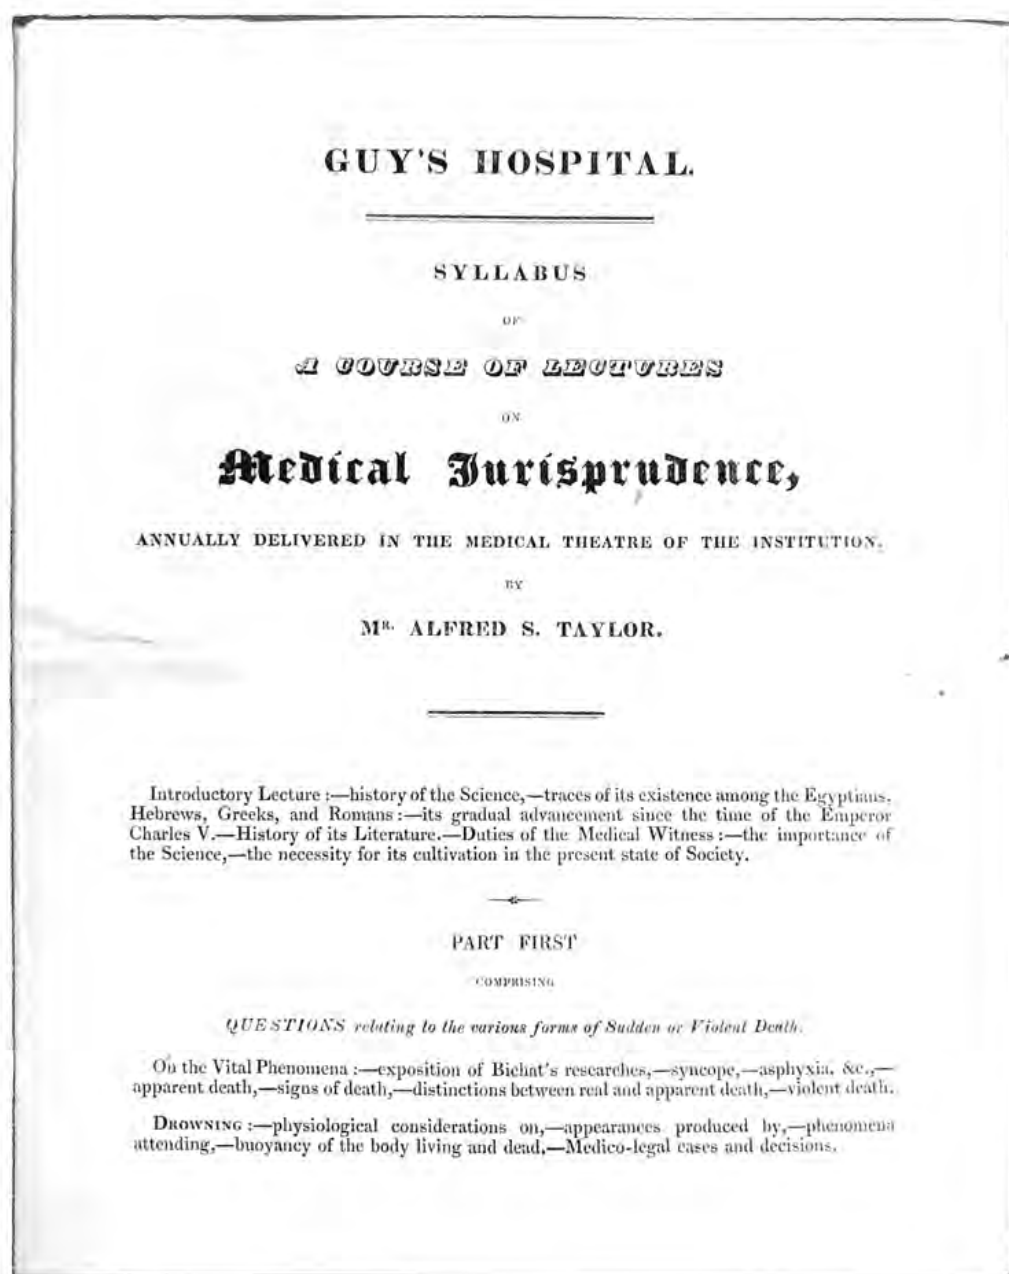 GUY'S HOSPITAL.
SYLLABUS
OF
A COURSE OF LECTURES
ON
Medical Jurisprudence,
ANNUALLY DELIVERED IN THE MEDICAL THEATRE OF THE INSTITUTION.
BY
MR. ALFRED S. TAYLOR.
Introductory Lecture :—history of the Science,—traces of its existence among the Egyptians,
Hebrews, Greeks, and Romans :—its gradual advancement since the time of the Emperor
Charles V.—History of its Literature.—Duties of the Medical Witness :—the importance of
the Science,—the necessity for its cultivation in the present state of Society.
PART FIRST
COMPRISING
QUESTIONS relating to the various forms of Sudden or Violent Death.
On the Vital Phenomena :—exposition of Bichat's researches,—syncope,—asphyxia, &c.,—
apparent death,—signs of death,—distinctions between real and apparent death,—violent death.
DROWNING :—physiological considerations on,—appearances produced by,—phenomena
attending,—buoyancy of the body living and dead,—Medico-legal cases and decisions.